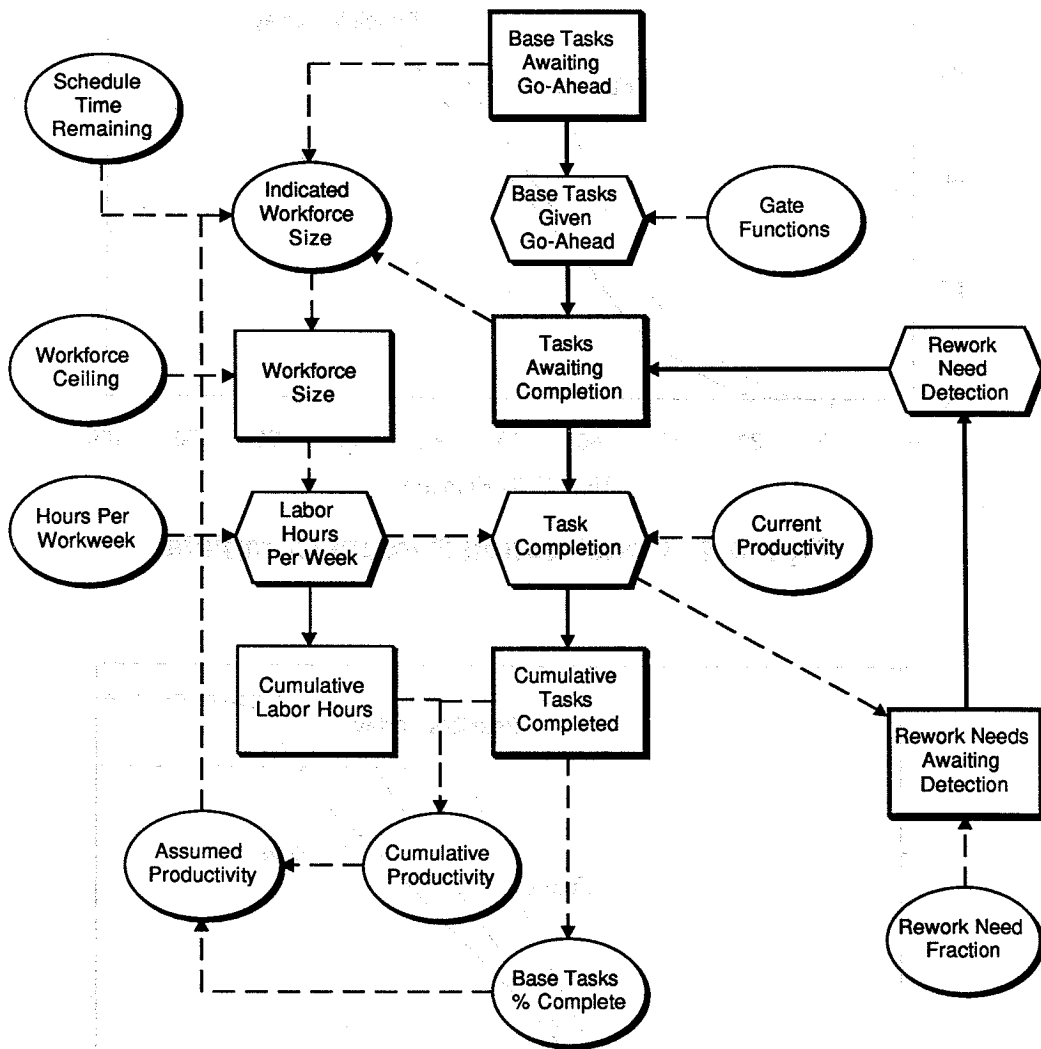 Base Tasks
Awaiting
Go-Ahead
Schedule
Time
Remaining
Indicated
Workforce
Size
Base Tasks
Given
Go-Ahead
Gate
Functions
Workforce
Ceiling
Workforce
Size
Tasks
Awaiting
Completion
Rework
Need
Detection
Hours Per
Workweek
Labor
Hours
Per Week
Task
Completion
Current
Productivity
Cumulative
Labor Hours
Cumulative
Tasks
Completed
Rework Needs
Awaiting
Detection
Assumed
Productivity
Cumulative
Productivity
Rework Need
Fraction
Base Tasks
% Complete